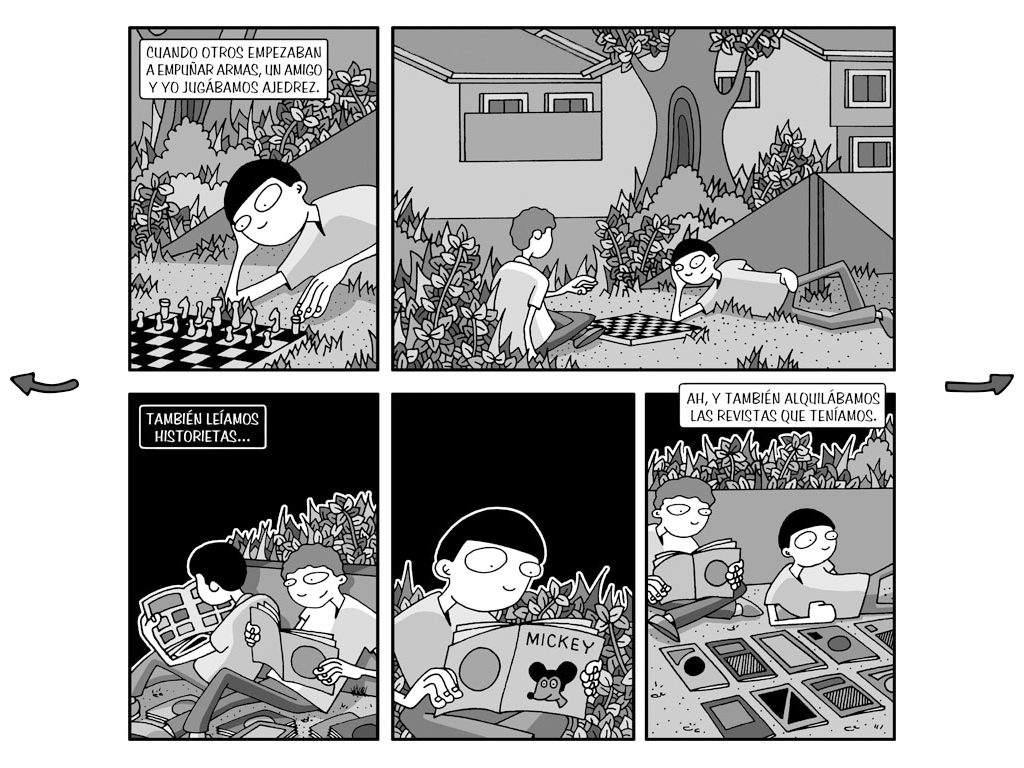 CUANDO OTROS EMPEZABAN
A EMPUÑAR ARMAS, UN AMIGO
Y YO JUGÁBAMOS AJEDREZ.
TAMBIÉN LEÍAMOS
HISTORIETAS...
MICKEY
AH, Y TAMBIÉN ALQUILÁBAMOS
LAS REVISTAS QUE TENÍAMOS.